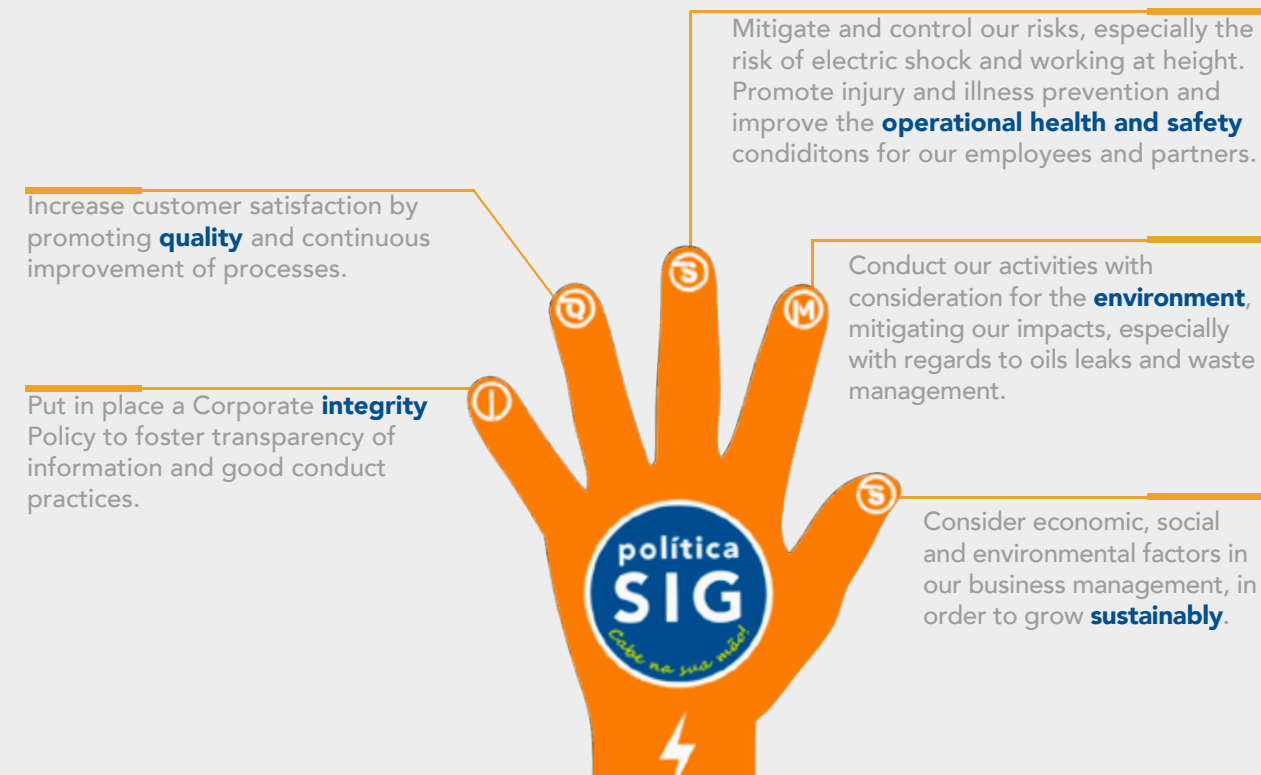 Mitigate and control our risks, especially the
risk of electric shock and working at height.
Promote injury and illness prevention and
improve the operational health and safety
condiditons for our employees and partners.
Increase customer satisfaction by
promoting quality and continuous
improvement of processes.
Conduct our activities with
consideration for the environment,
mitigating our impacts, especially
with regards to oils leaks and waste
management.
Put in place a Corporate integrity
Policy to foster transparency of
information and good conduct
practices.
Consider economic, social
and environmental factors in
our business management, in
order to grow sustainably.
I
Q
S
M
S
política
SIG
Cabe na sua mão!